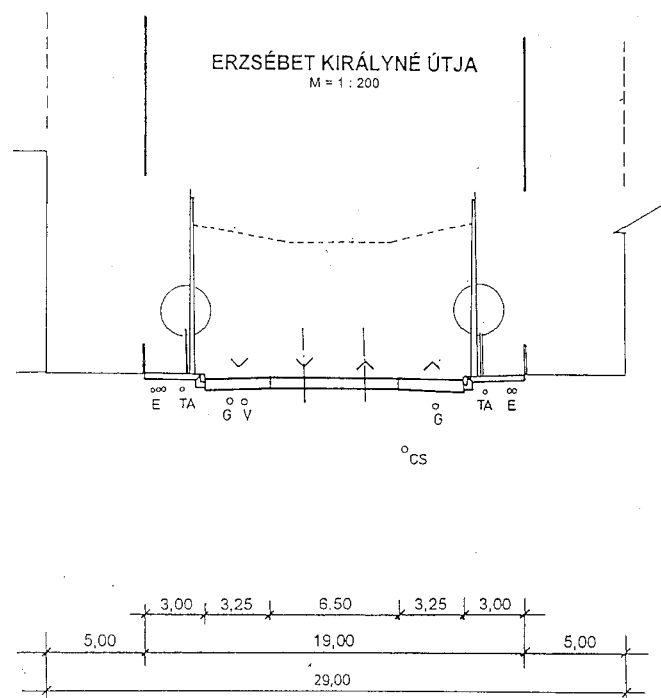 ERZSÉBET KIRÁLYNÉ ÚTJA
M = 1 : 200
E TA G V G TA E
CS
3,00 3,25 6.50 3,25 3,00
5,00 19,00 5,00
29,00